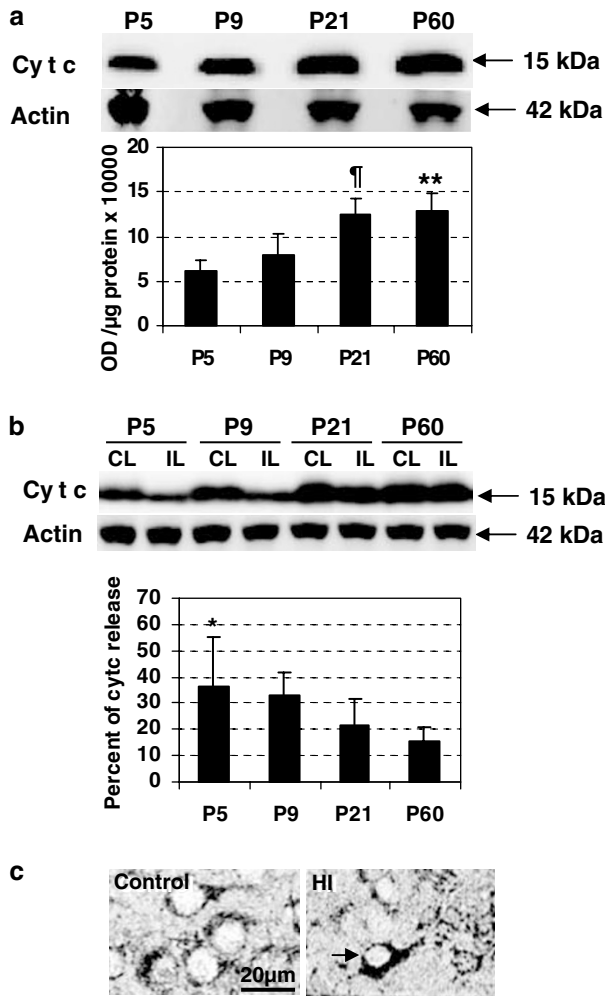 a
P5 P9 P21 P60
Cyt c
15 kDa
Actin
42 kDa
OD /µg protein x 10000
20
15
10
5
0
¶
**
P5 P9 P21 P60
b
P5 P9 P21 P60
CL IL CL IL CL IL CL IL
Cyt c
15 kDa
Actin
42 kDa
Percent of cytc release
70
60
50
40
30
20
10
0
*
P5 P9 P21 P60
c
Control
HI
20µm